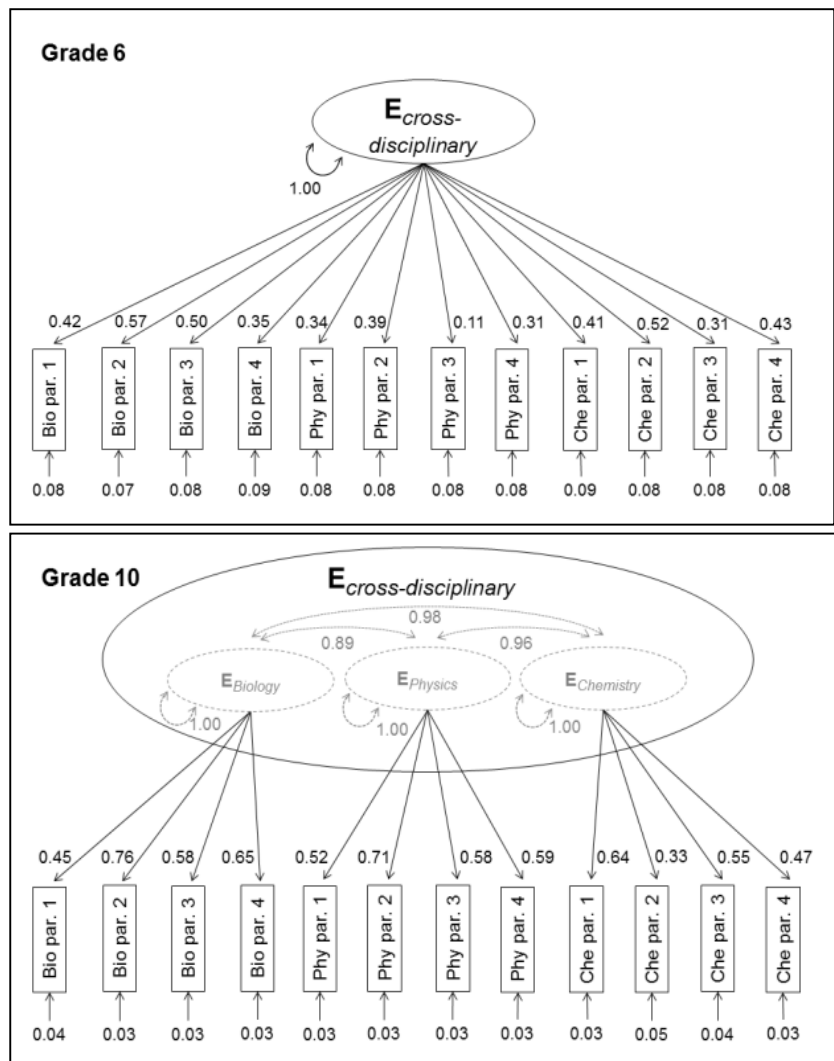 Grade 6
E cross-
disciplinary
1.00
0.42 0.57 0.50 0.35 0.34 0.39 0.11 0.31 0.41 0.52 0.31 0.43
Bio par. 1
Bio par. 2
Bio par. 3
Bio par. 4
Phy par. 1
Phy par. 2
Phy par. 3
Phy par. 4
Che par. 1
Che par. 2
Che par. 3
Che par. 4
0.08 0.07 0.08 0.09 0.08 0.08 0.08 0.08 0.09 0.08 0.08 0.08
Grade 10
E cross-disciplinary
0.98
0.89 0.96
E Biology
E Physics
E Chemistry
1.00 1.00 1.00
0.45 0.76 0.58 0.65 0.52 0.71 0.58 0.59 0.64 0.33 0.55 0.47
Bio par. 1
Bio par. 2
Bio par. 3
Bio par. 4
Phy par. 1
Phy par. 2
Phy par. 3
Phy par. 4
Che par. 1
Che par. 2
Che par. 3
Che par. 4
0.04 0.03 0.03 0.03 0.03 0.03 0.03 0.03 0.03 0.05 0.04 0.03